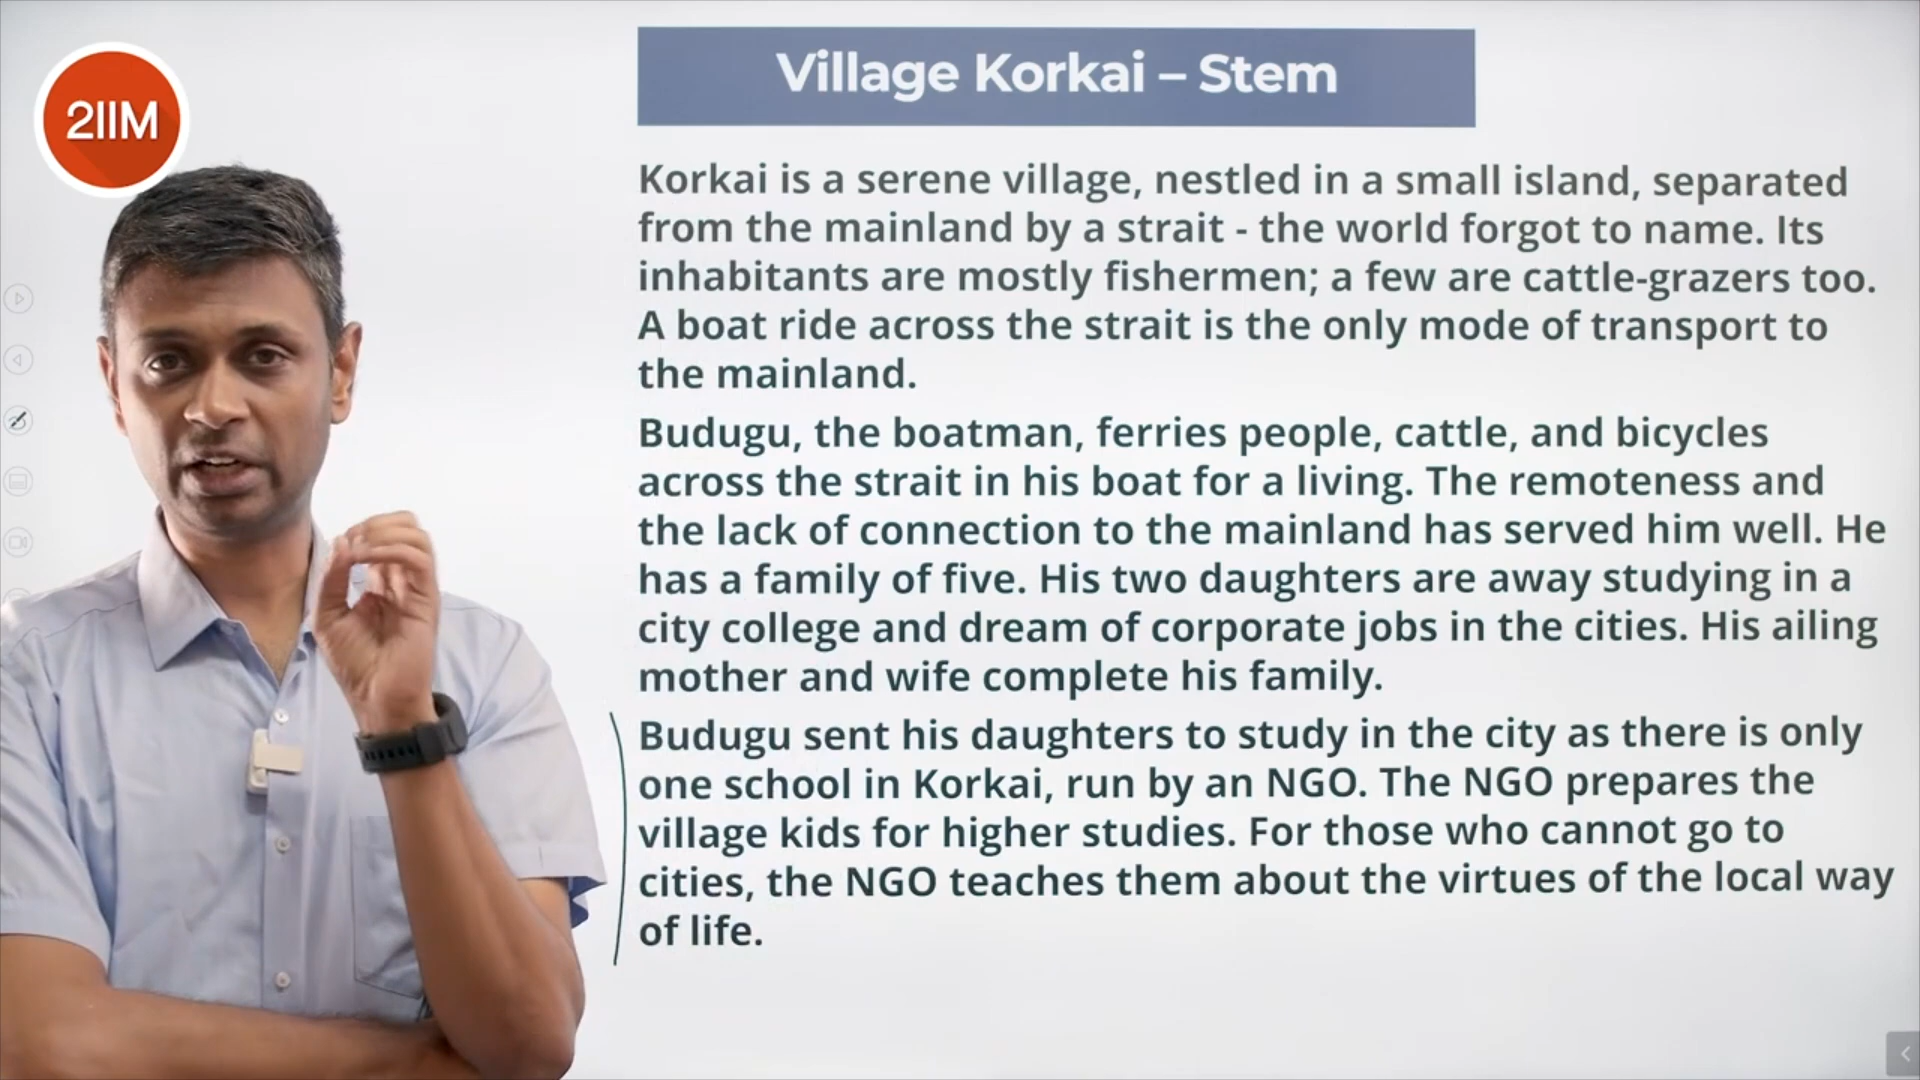 2IIM
Village Korkai – Stem
Korkai is a serene village, nestled in a small island, separated
from the mainland by a strait - the world forgot to name. Its
inhabitants are mostly fishermen; a few are cattle-grazers too.
A boat ride across the strait is the only mode of transport to
the mainland.
Budugu, the boatman, ferries people, cattle, and bicycles
across the strait in his boat for a living. The remoteness and
the lack of connection to the mainland has served him well. He
has a family of five. His two daughters are away studying in a
city college and dream of corporate jobs in the cities. His ailing
mother and wife complete his family.
Budugu sent his daughters to study in the city as there is only
one school in Korkai, run by an NGO. The NGO prepares the
village kids for higher studies. For those who cannot go to
cities, the NGO teaches them about the virtues of the local way
of life.